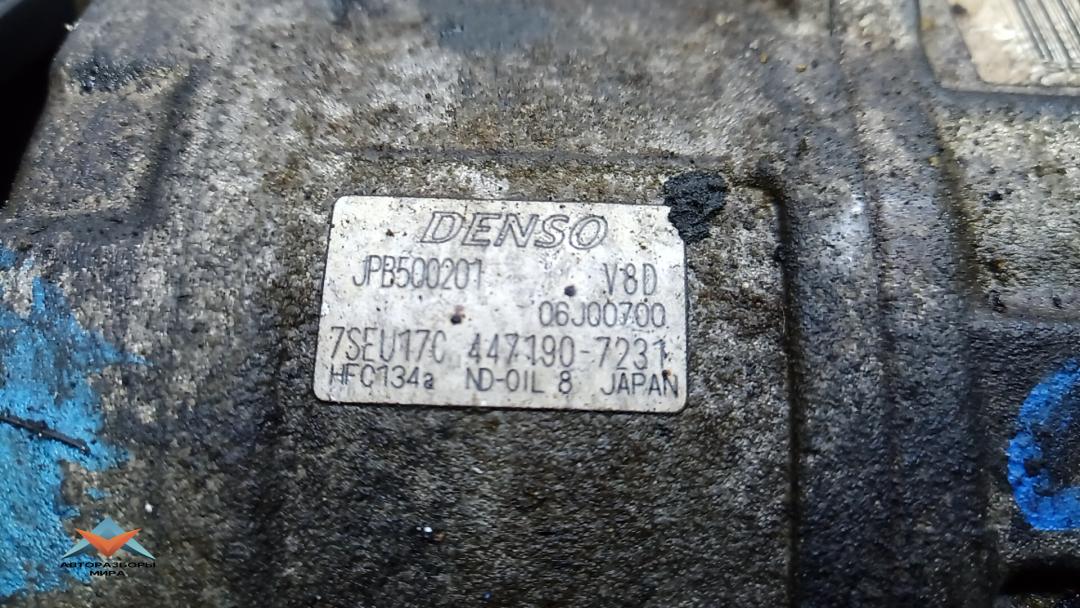 DENSO
JPB500201 V8D
06J00700
7SEU17C 447190-7231
HFC134a ND-OIL 8 JAPAN
АВТОРАЗБОРЫ
МИРА